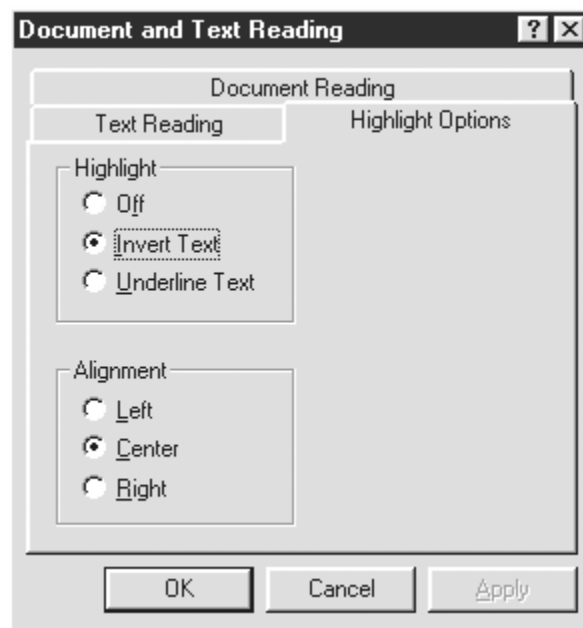 Document and Text Reading ? ×
Document Reading
Text Reading Highlight Options
Highlight
Off
Invert Text
Underline Text
Alignment
Left
Center
Right
OK Cancel Apply